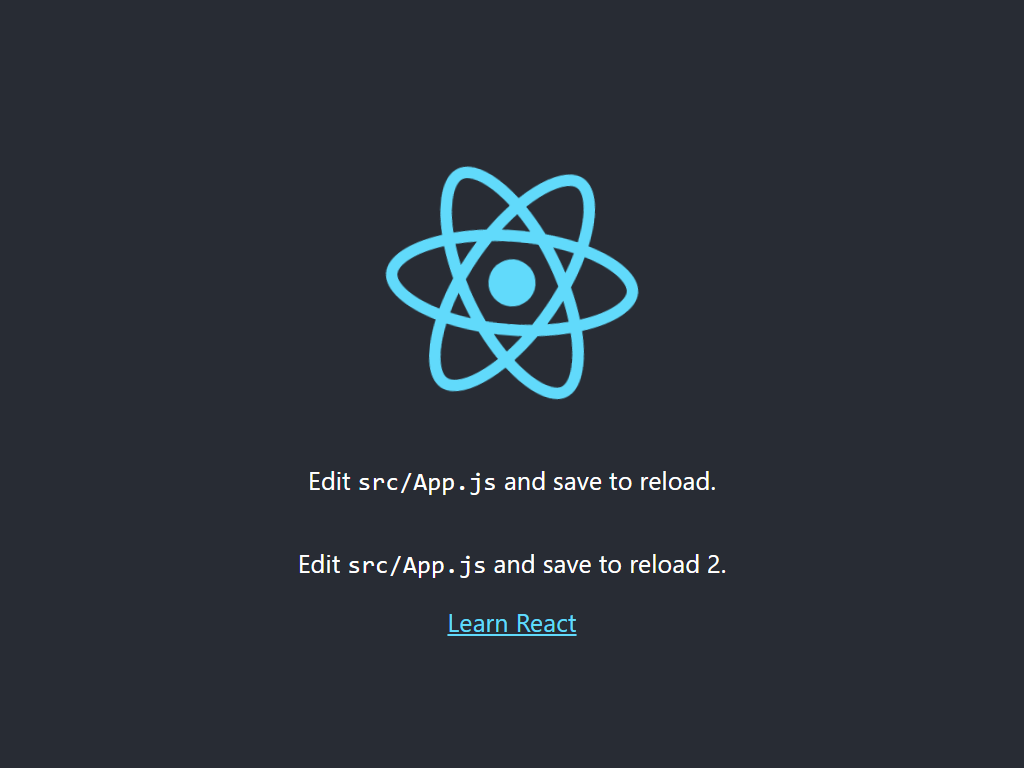 Edit src/App.js and save to reload.
Edit src/App.js and save to reload 2.
Learn React